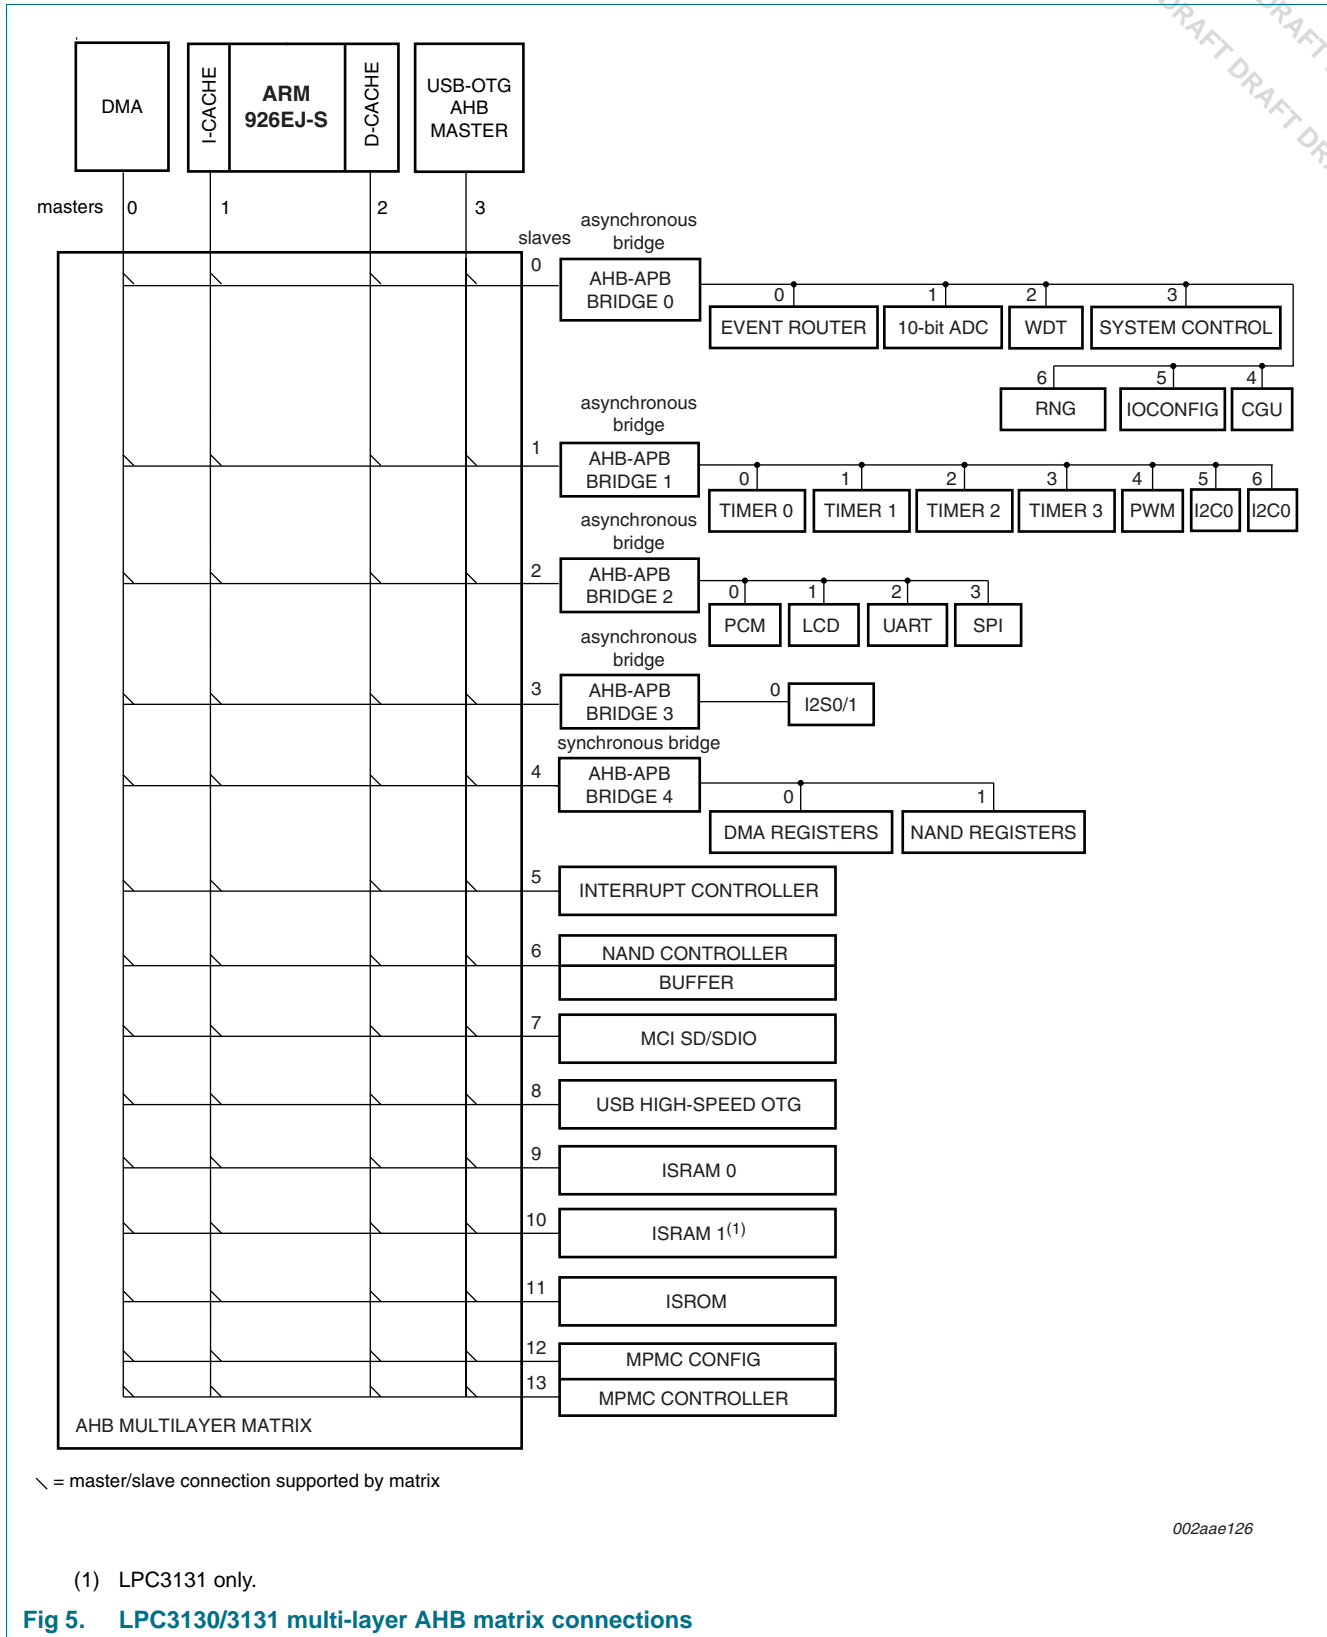 DRAFT DRAFT DRAFT
DRAFT
DMA
I-CACHE
ARM
926EJ-S
D-CACHE
USB-OTG
AHB
MASTER
masters
0
1
2
3
slaves
asynchronous
bridge
0
AHB-APB
BRIDGE 0
0
1
2
3
EVENT ROUTER
10-bit ADC
WDT
SYSTEM CONTROL
6
5
4
RNG
IOCONFIG
CGU
asynchronous
bridge
1
AHB-APB
BRIDGE 1
0
1
2
3
4
5
6
TIMER 0
TIMER 1
TIMER 2
TIMER 3
PWM
I2C0
I2C0
asynchronous
bridge
2
AHB-APB
BRIDGE 2
0
1
2
3
PCM
LCD
UART
SPI
asynchronous
bridge
3
AHB-APB
BRIDGE 3
0
I2S0/1
synchronous bridge
4
AHB-APB
BRIDGE 4
0
1
DMA REGISTERS
NAND REGISTERS
5
INTERRUPT CONTROLLER
6
NAND CONTROLLER
BUFFER
7
MCI SD/SDIO
8
USB HIGH-SPEED OTG
9
ISRAM 0
10
ISRAM 1(1)
11
ISROM
12
MPMC CONFIG
13
MPMC CONTROLLER
AHB MULTILAYER MATRIX
= master/slave connection supported by matrix
002aae126
(1) LPC3131 only.
Fig 5. LPC3130/3131 multi-layer AHB matrix connections